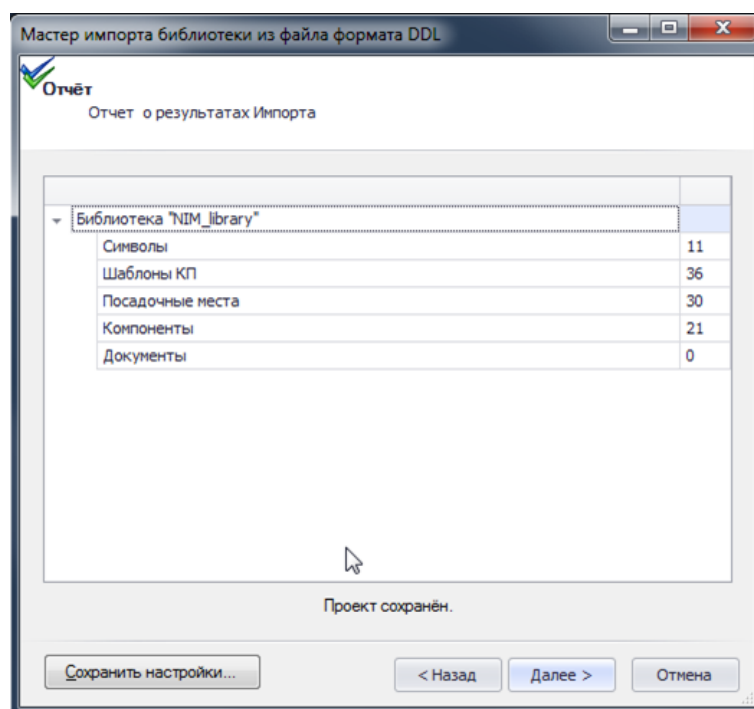 Мастер импорта библиотеки из файла формата DDL
Отчёт
Отчет о результатах Импорта
Библиотека "NIM_library"
Символы 11
Шаблоны КП 36
Посадочные места 30
Компоненты 21
Документы 0
Проект сохранён.
Сохранить настройки... < Назад Далее > Отмена